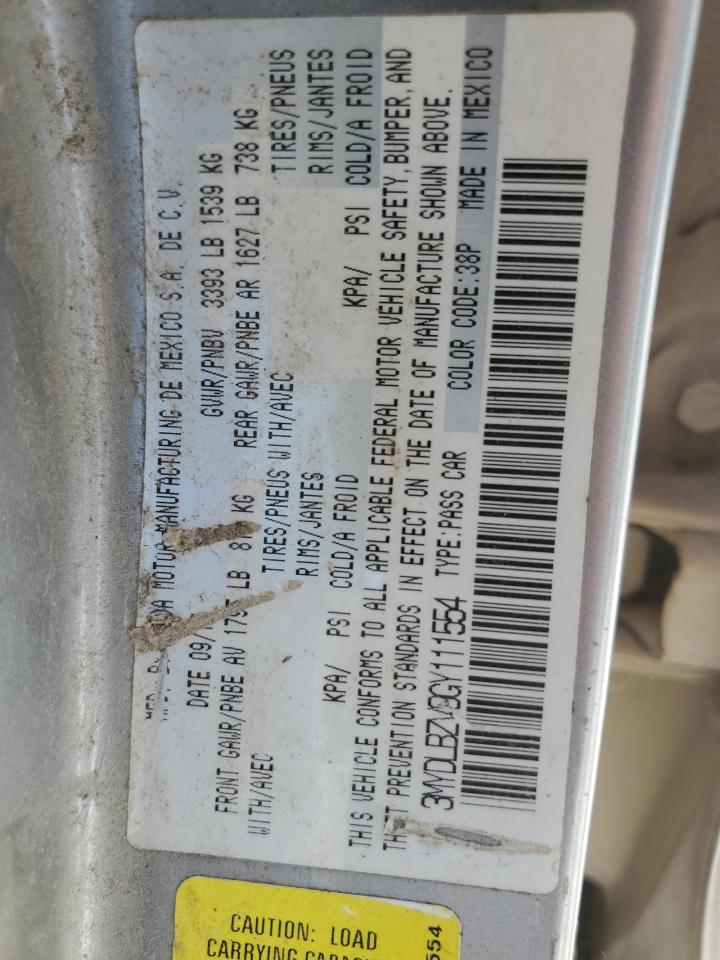 MOTOR MANUFACTURING DE MEXICO S.A. DE C.V.
DATE 09/ GVWR/PNBV 3393 LB 1539 KG
FRONT GAWR/PNBE AV LB KG REAR GAWR/PNBE AR 1627 LB 738 KG
WITH/AVEC TIRES/PNEUS WITH/AVEC TIRES/PNEUS
RIMS/JANTES RIMS/JANTES
KPA/ PSI COLD/A FROID KPA/ PSI COLD/A FROID
THIS VEHICLE CONFORMS TO ALL APPLICABLE FEDERAL MOTOR VEHICLE SAFETY, BUMPER, AND
THEFT PREVENTION STANDARDS IN EFFECT ON THE DATE OF MANUFACTURE SHOWN ABOVE.
3MYDLBZV9GY111554 TYPE:PASS CAR COLOR CODE:38P MADE IN MEXICO
CAUTION: LOAD
CARRYING
554